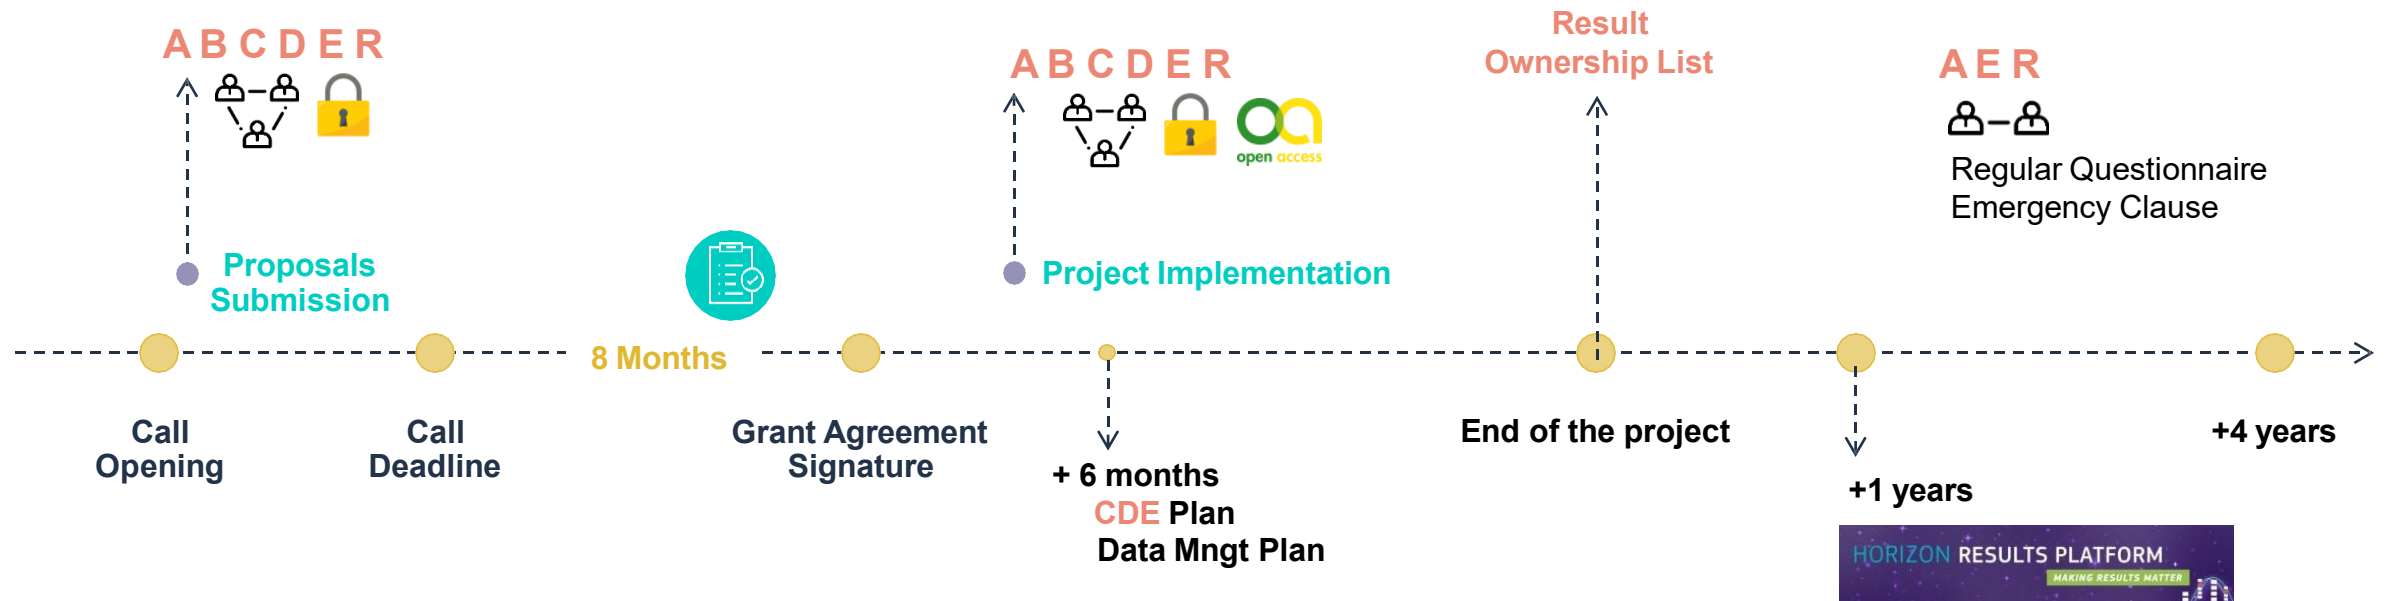 A B C D E R
Proposals
Submission
8 Months
Call
Opening
Call
Deadline
Grant Agreement
Signature
A B C D E R
open access
Project Implementation
+ 6 months
CDE Plan
Data Mngt Plan
Result
Ownership List
End of the project
A E R
Regular Questionnaire
Emergency Clause
+1 years
HORIZON RESULTS PLATFORM
MAKING RESULTS MATTER
+4 years